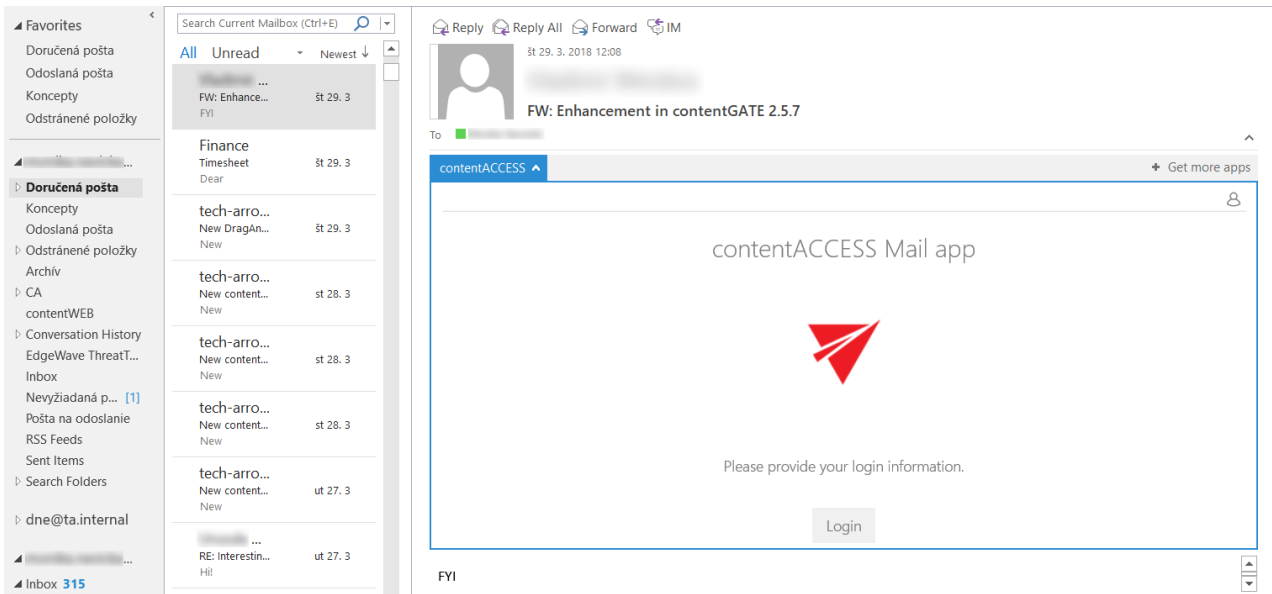 Favorites
Doručená pošta
Odoslaná pošta
Koncepty
Odstránené položky
...
Doručená pošta
Koncepty
Odoslaná pošta
Odstránené položky
Archív
CA
contentWEB
Conversation History
EdgeWave ThreatT...
Inbox
Nevyžiadaná p... [1]
Pošta na odoslanie
RSS Feeds
Sent Items
Search Folders
dne@ta.internal
...
Inbox 315
Search Current Mailbox (Ctrl+E)
All Unread Newest ↓
...
FW: Enhance... št 29. 3
FYI
Finance
Timesheet št 29. 3
Dear
tech-arro...
New DragAn... št 29. 3
New
tech-arro...
New content... st 28. 3
New
tech-arro...
New content... st 28. 3
New
tech-arro...
New content... st 28. 3
New
tech-arro...
New content... ut 27. 3
New
...
RE: Interestin... ut 27. 3
Hi!
Reply Reply All Forward IM
št 29. 3. 2018 12:08
FW: Enhancement in contentGATE 2.5.7
To
contentACCESS + Get more apps
contentACCESS Mail app
Please provide your login information.
Login
FYI